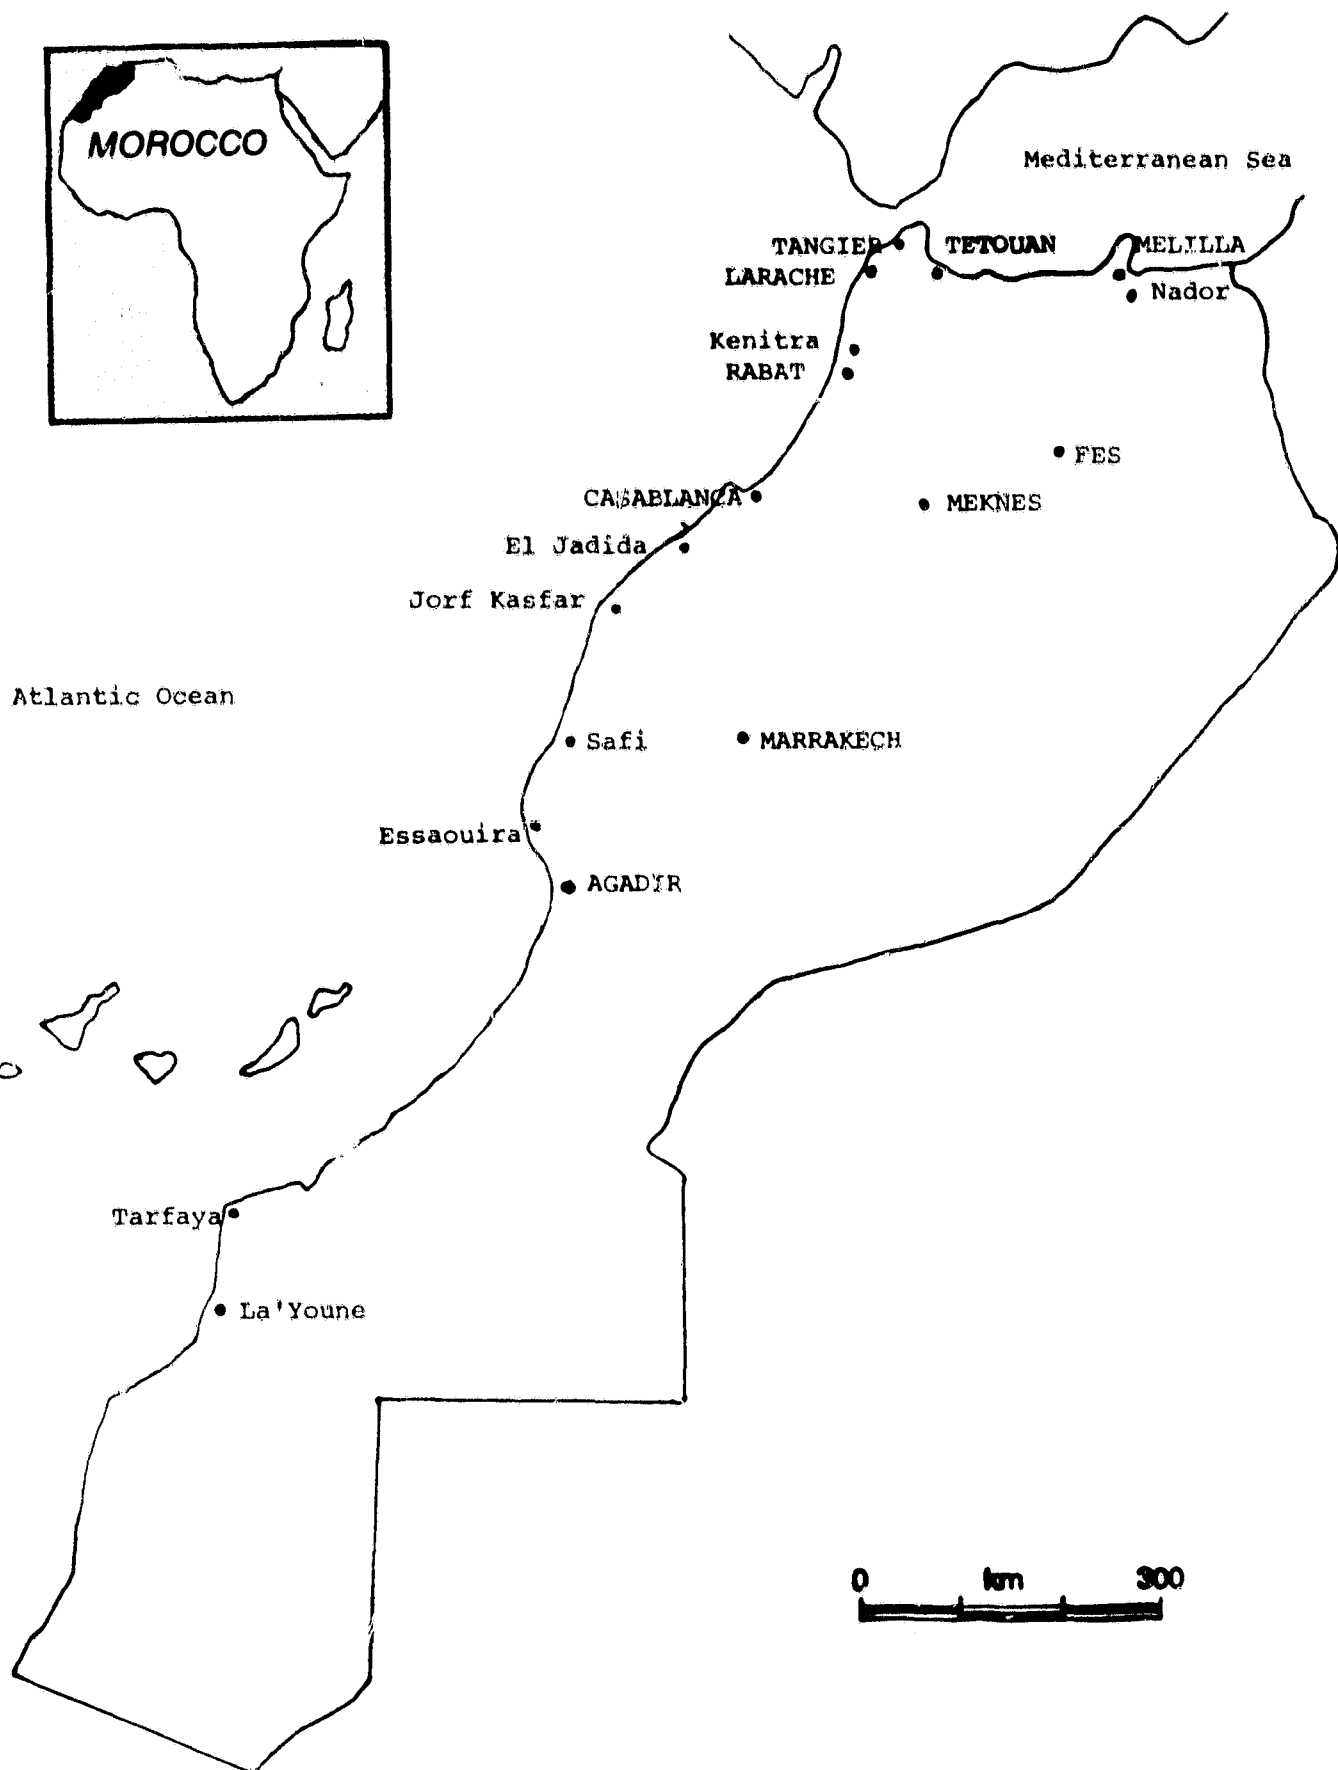 MOROCCO
Mediterranean Sea
TANGIER
TETOUAN
MELILLA
LARACHE
Nador
Kenitra
RABAT
FES
CASABLANCA
MEKNES
El Jadida
Jorf Kasfar
Atlantic Ocean
Safi
MARRAKECH
Essaouira
AGADIR
Tarfaya
La'Youne
0 km 300